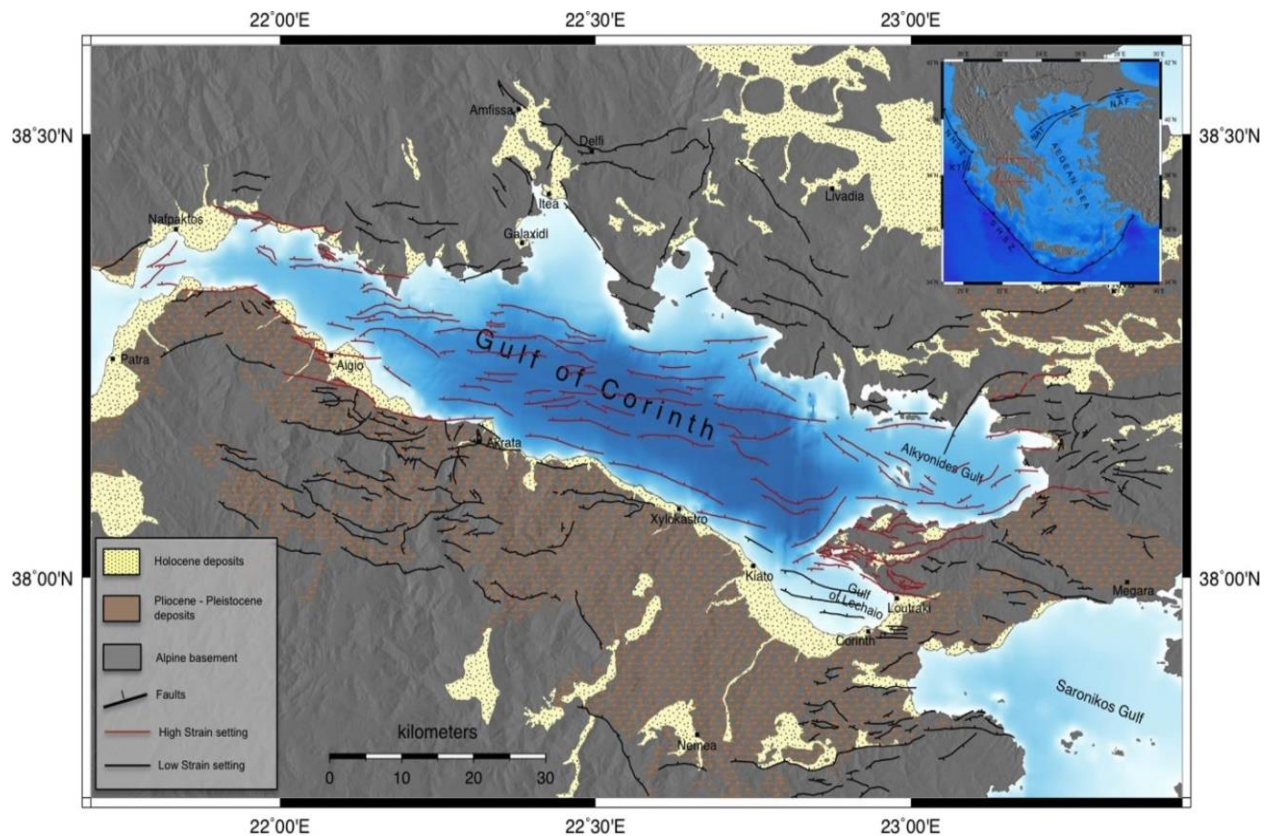 22°00'E 22°30'E 23°00'E
38°30'N 38°30'N
Amfissa
Delfi
Livadia
Itea
Nafpaktos
Galaxidi
NAF
AEGEAN SEA
Gulf of Corinth
Patra
Aigio
Akrata
Alkyonides Gulf
Xylokastro
38°00'N 38°00'N
Kiato
Gulf
of Lechaio
Loutraki
Megara
Corinth
Saronikos Gulf
Nemea
Holocene deposits
Pliocene - Pleistocene
deposits
Alpine basement
Faults
High Strain setting
Low Strain setting
kilometers
0 10 20 30
22°00'E 22°30'E 23°00'E